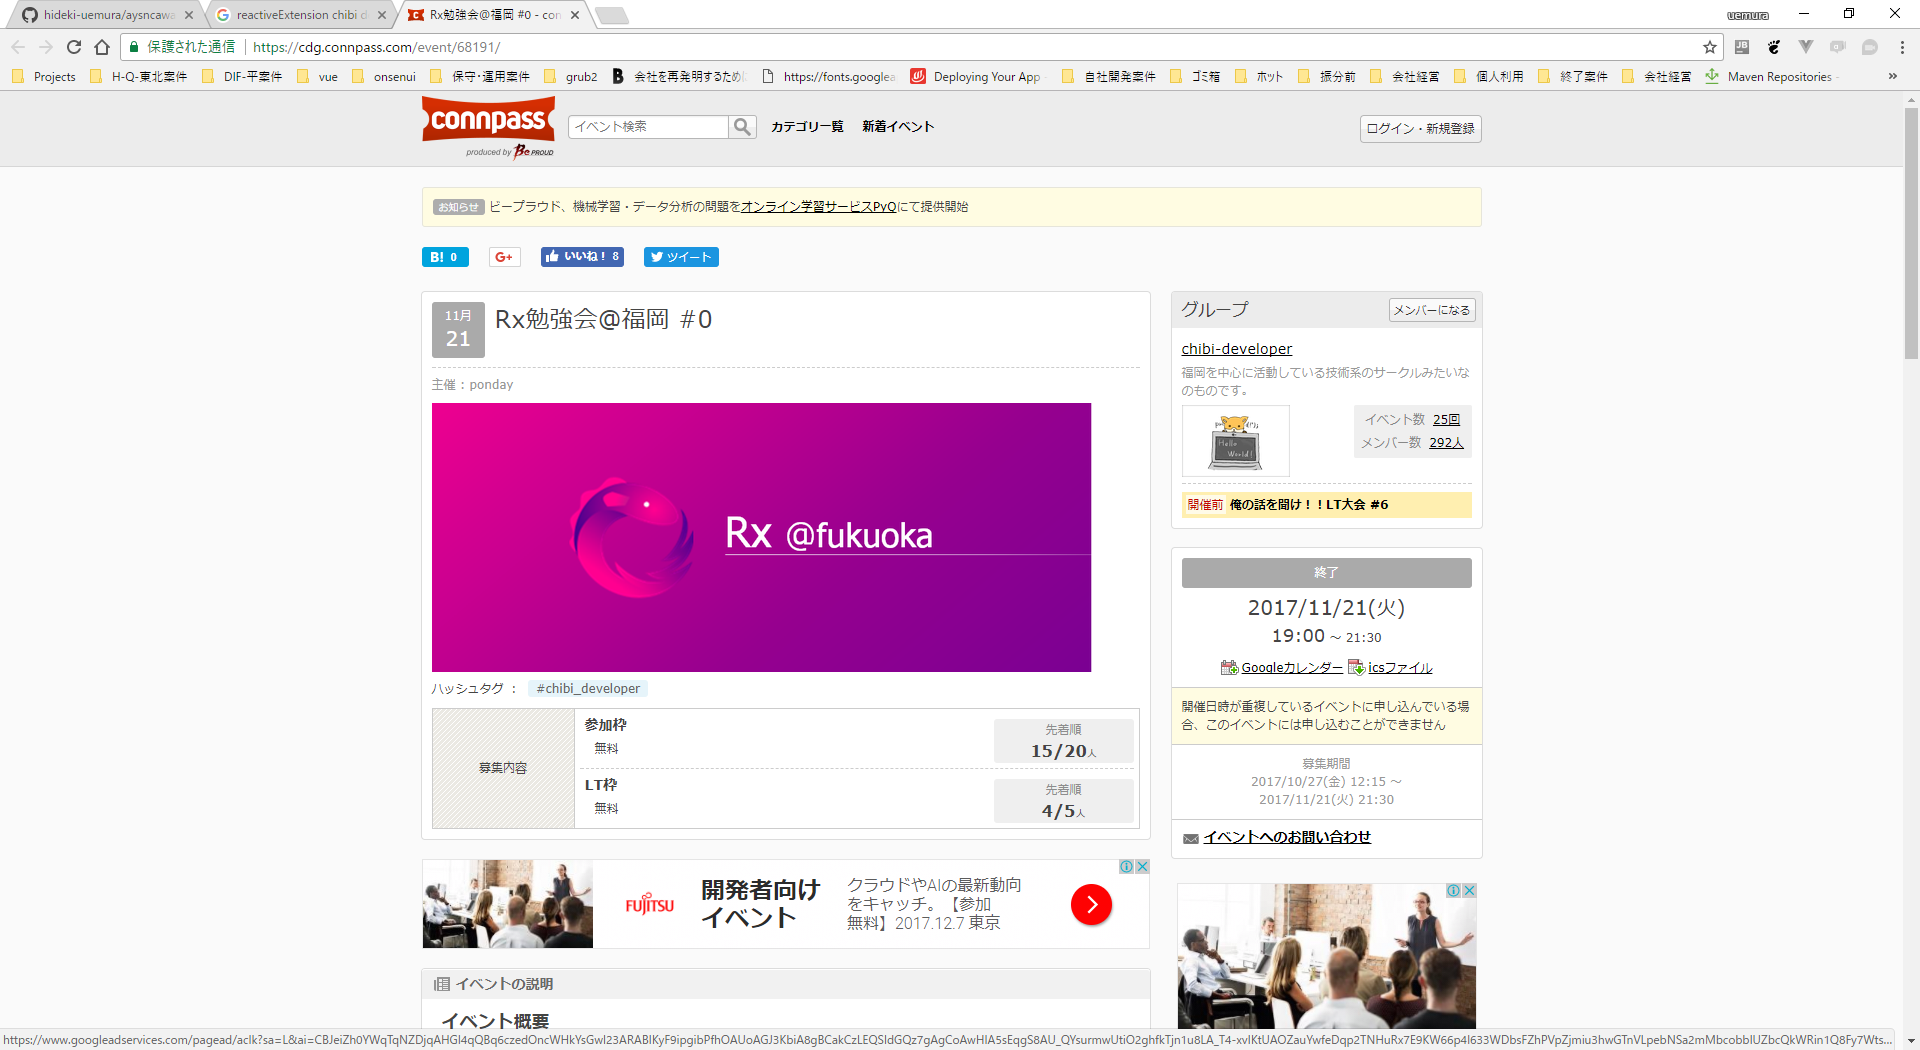 hideki-uemura/aysncawa
reactiveExtension chibi d
Rx勉強会@福岡 #0 - con
uemura
保護された通信
https://cdg.connpass.com/event/68191/
Projects
H-Q-東北案件
DIF-平案件
vue
onsenui
保守・運用案件
grub2
会社を再発明するため
https://fonts.googlea
Deploying Your App
自社開発案件
ゴミ箱
ホット
振分前
会社経営
個人利用
終了案件
会社経営
Maven Repositories
connpass
produced by Be PROUD
イベント検索
カテゴリ一覧
新着イベント
ログイン・新規登録
お知らせ ビープラウド、機械学習・データ分析の問題をオンライン学習サービスPyQにて提供開始
B! 0
G+
いいね! 8
ツイート
11月
21
Rx勉強会@福岡 #0
主催：ponday
Rx @fukuoka
ハッシュタグ ： #chibi_developer
募集内容
参加枠
無料
先着順
15/20人
LT枠
無料
先着順
4/5人
FUJITSU
開発者向け
イベント
クラウドやAIの最新動向
をキャッチ。【参加
無料】2017.12.7 東京
イベントの説明
イベント概要
グループ
メンバーになる
chibi-developer
福岡を中心に活動している技術系のサークルみたいな
のものです。
Hello
World!
イベント数 25回
メンバー数 292人
開催前 俺の話を聞け！！LT大会 #6
終了
2017/11/21(火)
19:00 ～ 21:30
Googleカレンダー icsファイル
開催日時が重複しているイベントに申し込んでいる場
合、このイベントには申し込むことができません
募集期間
2017/10/27(金) 12:15 ～
2017/11/21(火) 21:30
イベントへのお問い合わせ